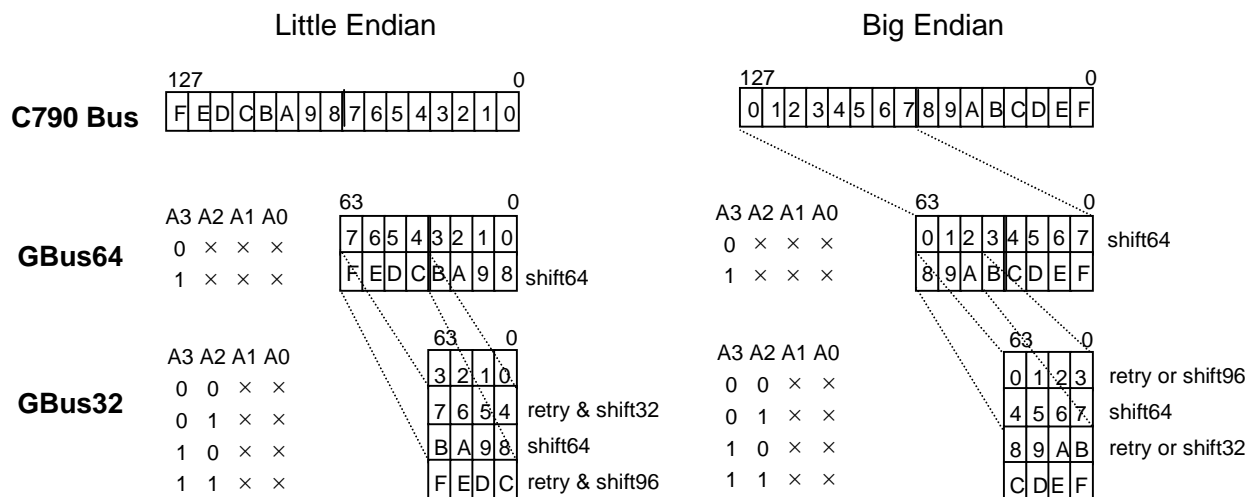 Little Endian
Big Endian
127 0
127 0
C790 Bus
F E D C B A 9 8 7 6 5 4 3 2 1 0
0 1 2 3 4 5 6 7 8 9 A B C D E F
63 0
63 0
A3 A2 A1 A0
A3 A2 A1 A0
GBus64
0 × × ×
7 6 5 4 3 2 1 0
0 × × ×
0 1 2 3 4 5 6 7
shift64
1 × × ×
F E D C B A 9 8
shift64
1 × × ×
8 9 A B C D E F
63 0
63 0
A3 A2 A1 A0
A3 A2 A1 A0
GBus32
0 0 × ×
3 2 1 0
0 0 × ×
0 1 2 3
retry or shift96
0 1 × ×
7 6 5 4
retry & shift32
0 1 × ×
4 5 6 7
shift64
1 0 × ×
B A 9 8
shift64
1 0 × ×
8 9 A B
retry or shift32
1 1 × ×
F E D C
retry & shift96
1 1 × ×
C D E F